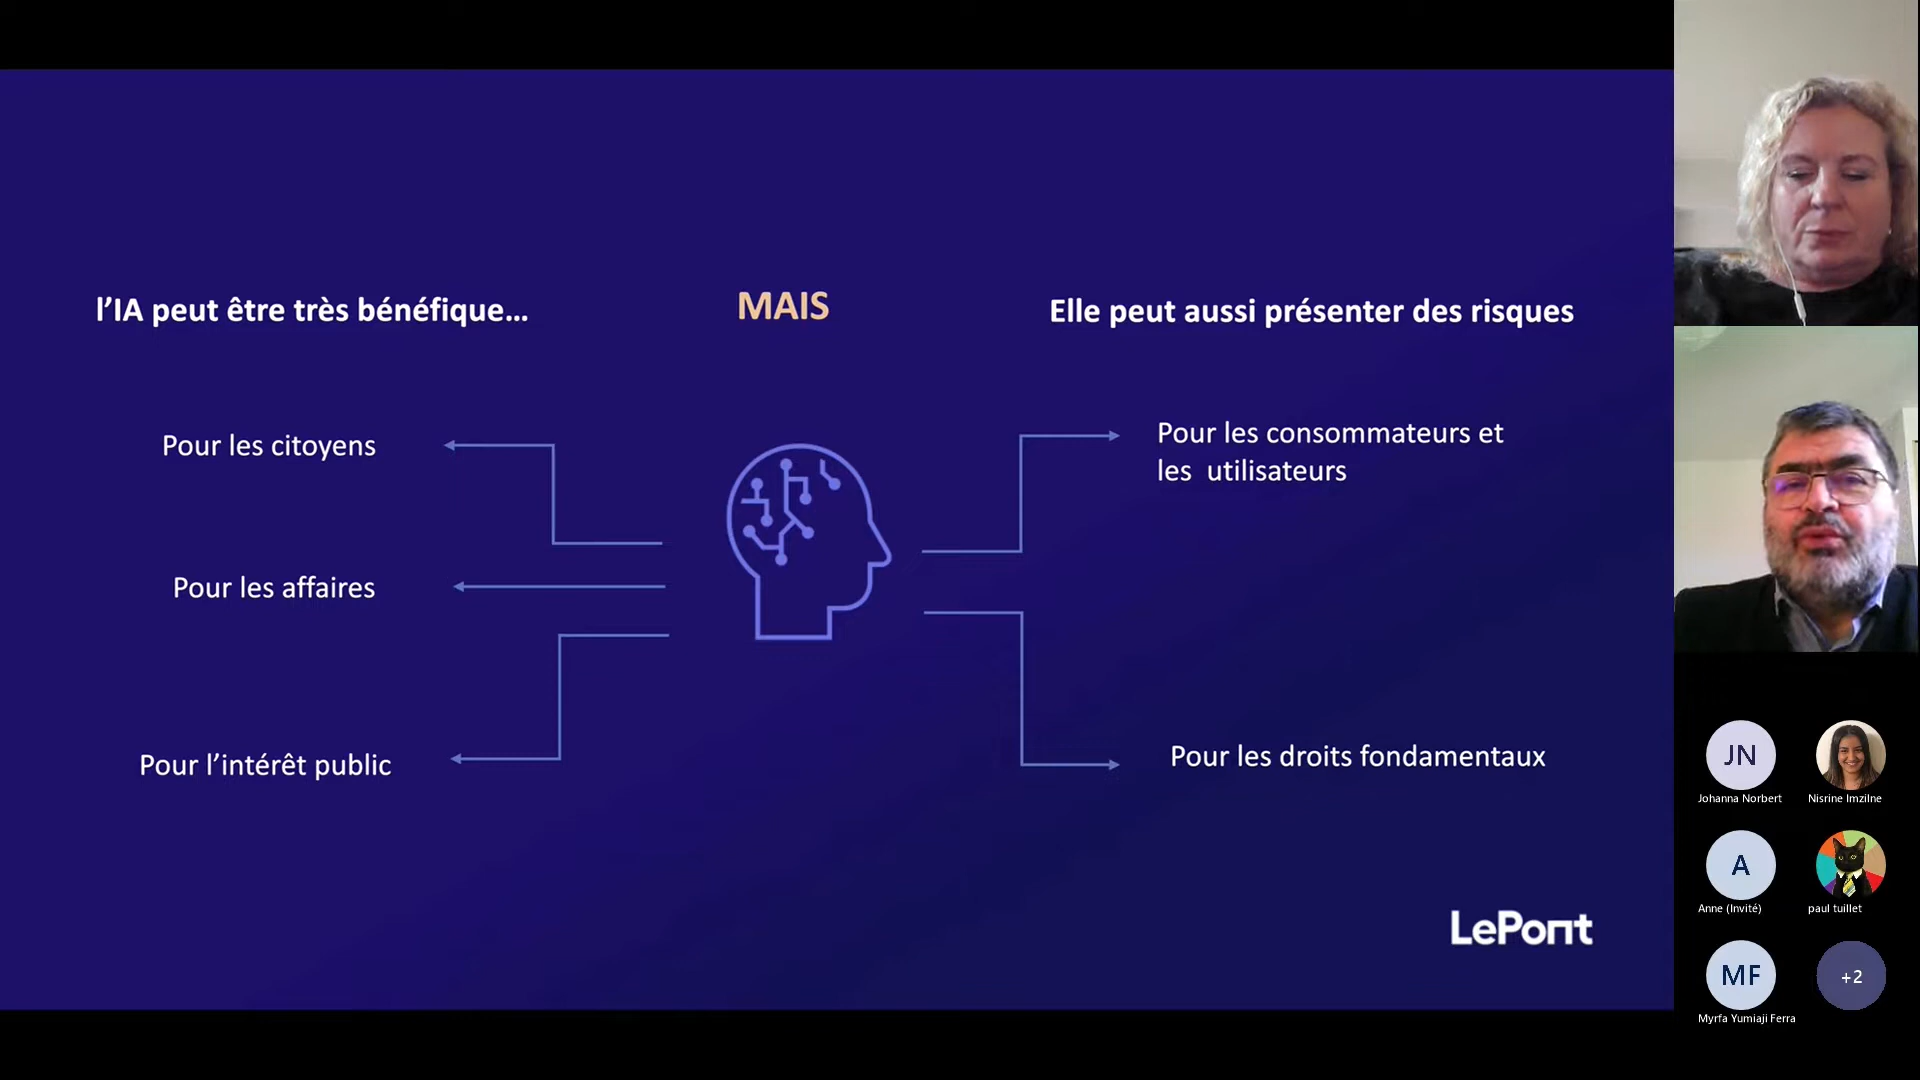 l’IA peut être très bénéfique...
MAIS
Elle peut aussi présenter des risques
Pour les citoyens
Pour les affaires
Pour l’intérêt public
Pour les consommateurs et
les  utilisateurs
Pour les droits fondamentaux
LePont
JN
Johanna Norbert
Nisrine Imzilne
A
Anne (Invité)
paul tuillet
MF
Myrfa Yumiaji Ferra
+2